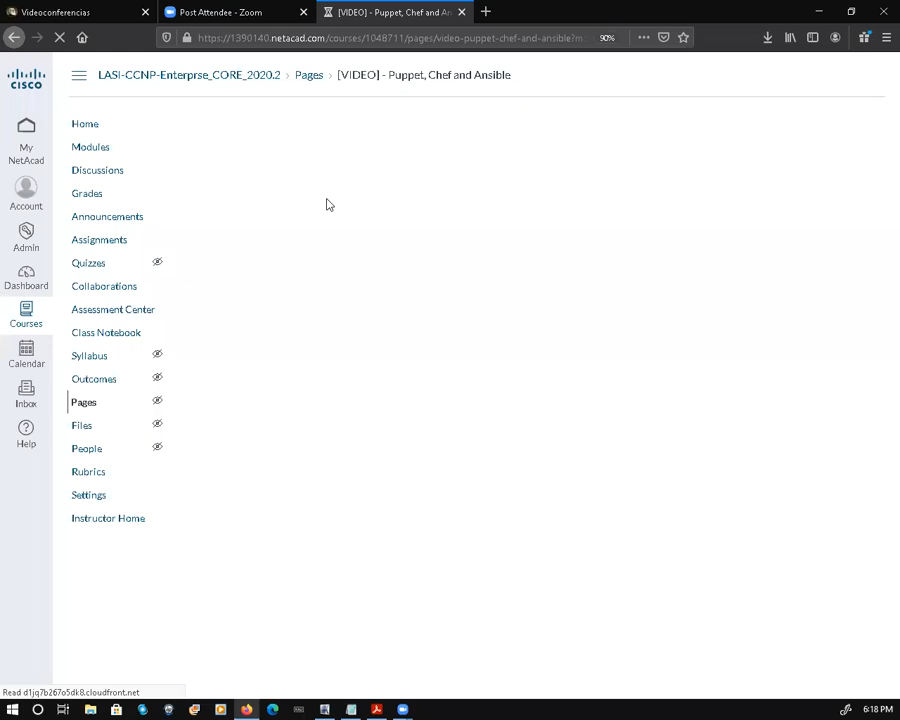 Videoconferencias
Post Attendee - Zoom
[VIDEO] - Puppet, Chef and An
https://1390140.netacad.com/courses/1048711/pages/video-puppet-chef-and-ansible?m
90%
LASI-CCNP-Enterprse_CORE_2020.2 › Pages › [VIDEO] - Puppet, Chef and Ansible
CISCO
My NetAcad
Account
Admin
Dashboard
Courses
Calendar
Inbox
Help
Home
Modules
Discussions
Grades
Announcements
Assignments
Quizzes
Collaborations
Assessment Center
Class Notebook
Syllabus
Outcomes
Pages
Files
People
Rubrics
Settings
Instructor Home
Read d1jq7b267o5dk8.cloudfront.net
6:18 PM